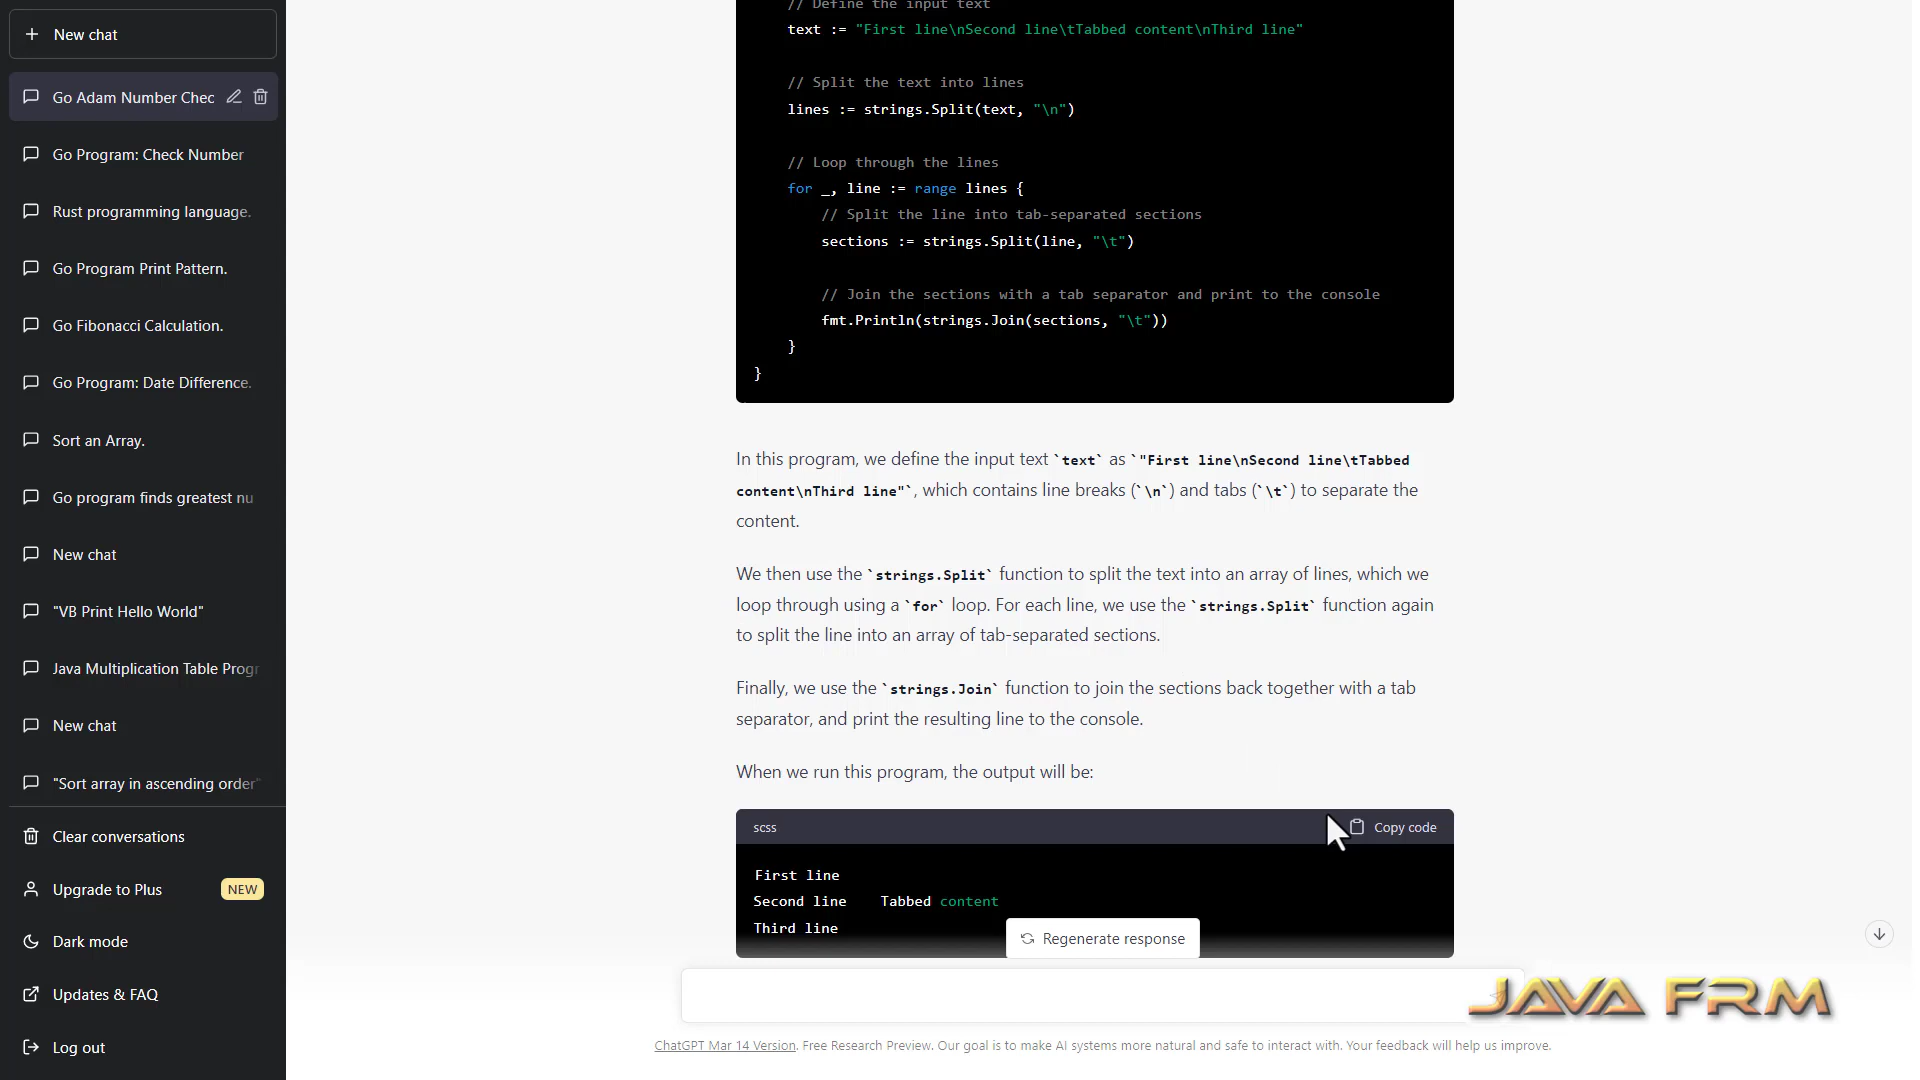 New chat
Go Adam Number Chec
Go Program: Check Number
Rust programming language.
Go Program Print Pattern.
Go Fibonacci Calculation.
Go Program: Date Difference.
Sort an Array.
Go program finds greatest nu
New chat
"VB Print Hello World"
Java Multiplication Table Progr
New chat
"Sort array in ascending order"
Clear conversations
Upgrade to Plus NEW
Dark mode
Updates & FAQ
Log out
// Define the input text
text := "First line\nSecond line\tTabbed content\nThird line"
// Split the text into lines
lines := strings.Split(text, "\n")
// Loop through the lines
for _, line := range lines {
// Split the line into tab-separated sections
sections := strings.Split(line, "\t")
// Join the sections with a tab separator and print to the console
fmt.Println(strings.Join(sections, "\t"))
}
}
In this program, we define the input text `text` as `"First line\nSecond line\tTabbed
content\nThird line"`, which contains line breaks (`\n`) and tabs (`\t`) to separate the
content.
We then use the `strings.Split` function to split the text into an array of lines, which we
loop through using a `for` loop. For each line, we use the `strings.Split` function again
to split the line into an array of tab-separated sections.
Finally, we use the `strings.Join` function to join the sections back together with a tab
separator, and print the resulting line to the console.
When we run this program, the output will be:
scss Copy code
First line
Second line    Tabbed content
Third line
Regenerate response
JAVA FRM
ChatGPT Mar 14 Version. Free Research Preview. Our goal is to make AI systems more natural and safe to interact with. Your feedback will help us improve.